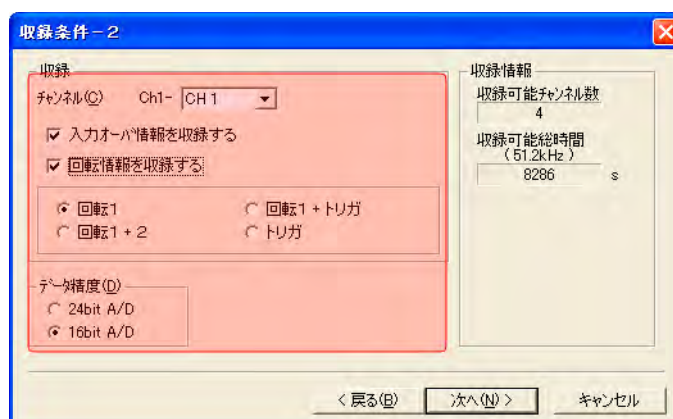 収録条件-2
収録
チャンネル(C) Ch1- CH 1
入力オーバ情報を収録する
回転情報を収録する
回転1
回転1 + トリガ
回転1 + 2
トリガ
データ精度(D)
24bit A/D
16bit A/D
収録情報
収録可能チャンネル数
4
収録可能総時間
( 51.2kHz )
8286 s
< 戻る(B)
次へ(N) >
キャンセル